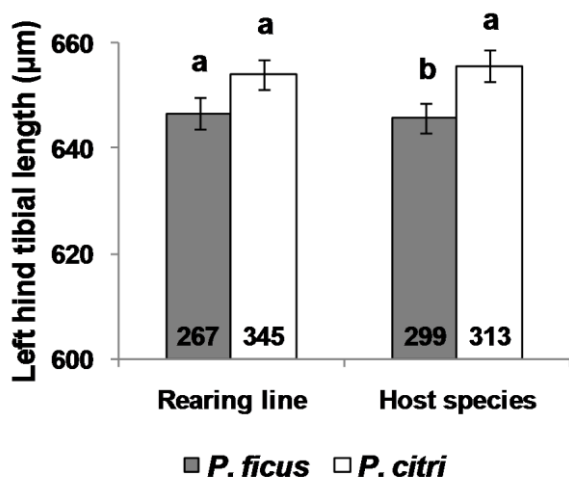 Left hind tibial length (µm)
660
640
620
600
a
a
b
a
267
345
299
313
Rearing line
Host species
P. ficus
P. citri